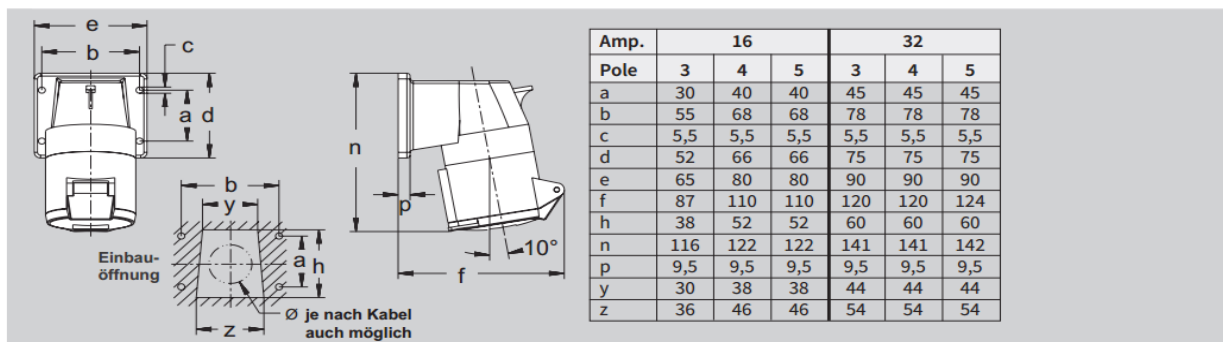 e
b
c
a
d
b
y
Einbau-
öffnung
a
h
z
Ø je nach Kabel
auch möglich
n
p
10°
f
Amp. 16 32
Pole 3 4 5 3 4 5
a 30 40 40 45 45 45
b 55 68 68 78 78 78
c 5,5 5,5 5,5 5,5 5,5 5,5
d 52 66 66 75 75 75
e 65 80 80 90 90 90
f 87 110 110 120 120 124
h 38 52 52 60 60 60
n 116 122 122 141 141 142
p 9,5 9,5 9,5 9,5 9,5 9,5
y 30 38 38 44 44 44
z 36 46 46 54 54 54